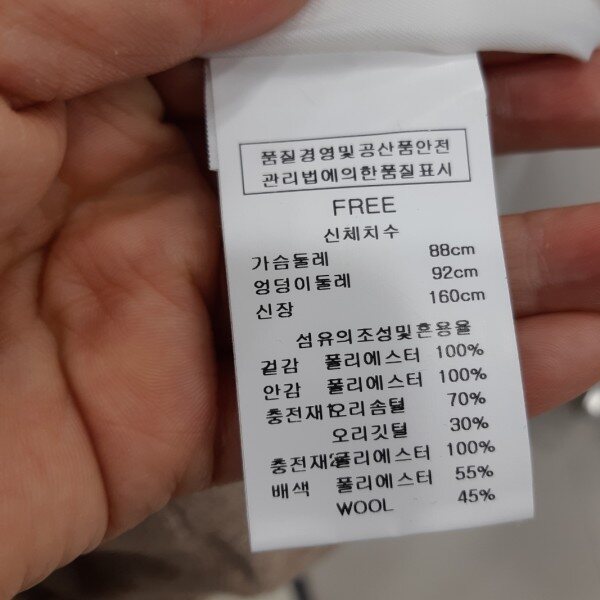 품질경영및공산품안전
관리법에의한품질표시
FREE
신체치수
가슴둘레 88cm
엉덩이둘레 92cm
신장 160cm
섬유의조성및혼용율
겉감 폴리에스터 100%
안감 폴리에스터 100%
충전재1오리솜털 70%
오리깃털 30%
충전재2폴리에스터 100%
배색 폴리에스터 55%
WOOL 45%